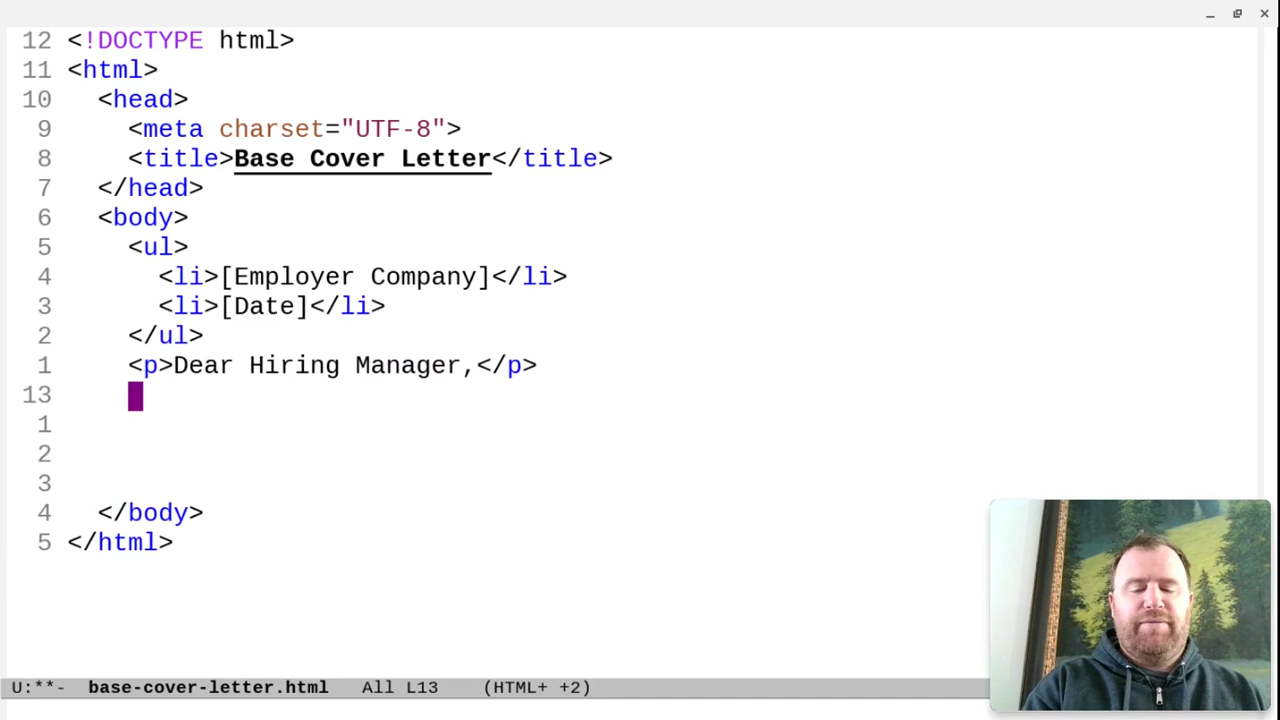 12 <!DOCTYPE html>
11 <html>
10   <head>
9     <meta charset="UTF-8">
8     <title>Base Cover Letter</title>
7   </head>
6   <body>
5     <ul>
4       <li>[Employer Company]</li>
3       <li>[Date]</li>
2     </ul>
1     <p>Dear Hiring Manager,</p>
13
1
2
3
4   </body>
5 </html>
U:**-  base-cover-letter.html   All L13   (HTML+ +2)